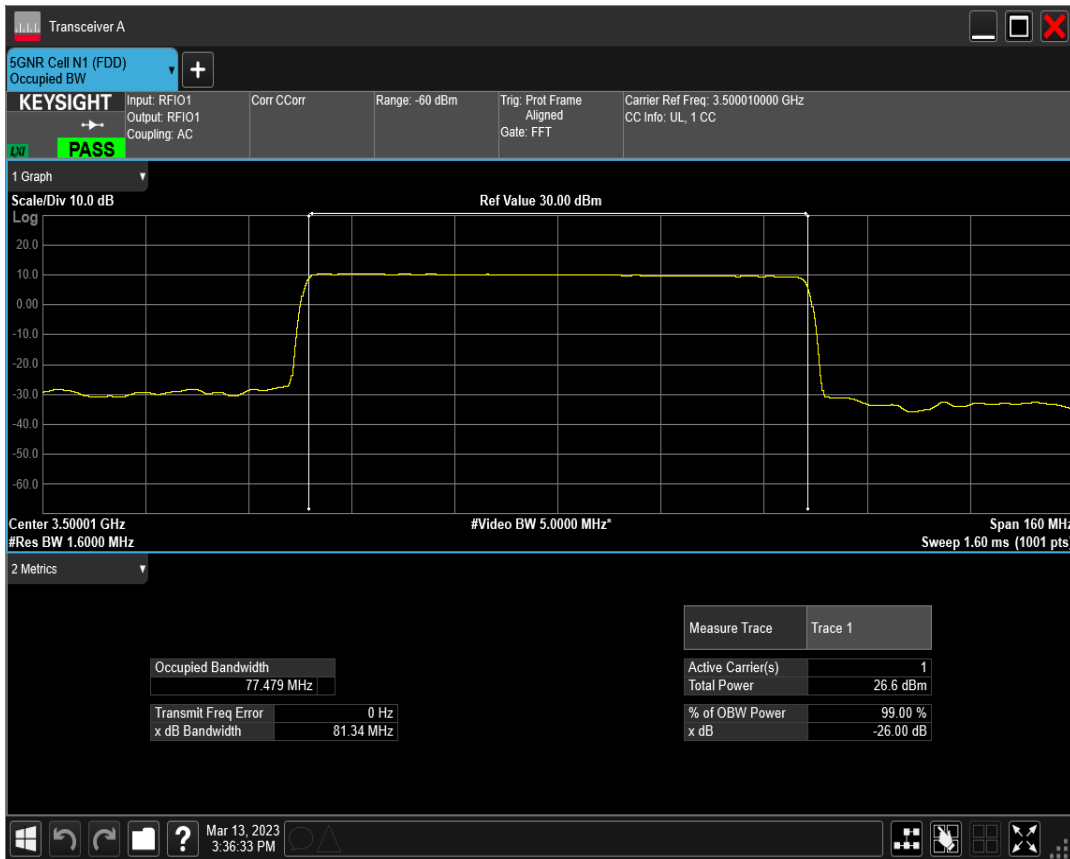 Transceiver A
5GNR Cell N1 (FDD)
Occupied BW
+
KEYSIGHT
LXI
PASS
Input: RFIO1
Output: RFIO1
Coupling: AC
Corr CCorr
Range: -60 dBm
Trig: Prot Frame
Aligned
Gate: FFT
Carrier Ref Freq: 3.500010000 GHz
CC Info: UL, 1 CC
1 Graph
Scale/Div 10.0 dB
Ref Value 30.00 dBm
Log
20.0
10.0
0.00
-10.0
-20.0
-30.0
-40.0
-50.0
-60.0
Center 3.50001 GHz
#Video BW 5.0000 MHz*
Span 160 MHz
#Res BW 1.6000 MHz
Sweep 1.60 ms (1001 pts)
2 Metrics
Measure Trace Trace 1
Occupied Bandwidth
77.479 MHz
Active Carrier(s) 1
Total Power 26.6 dBm
Transmit Freq Error 0 Hz
x dB Bandwidth 81.34 MHz
% of OBW Power 99.00 %
x dB -26.00 dB
?
Mar 13, 2023
3:36:33 PM